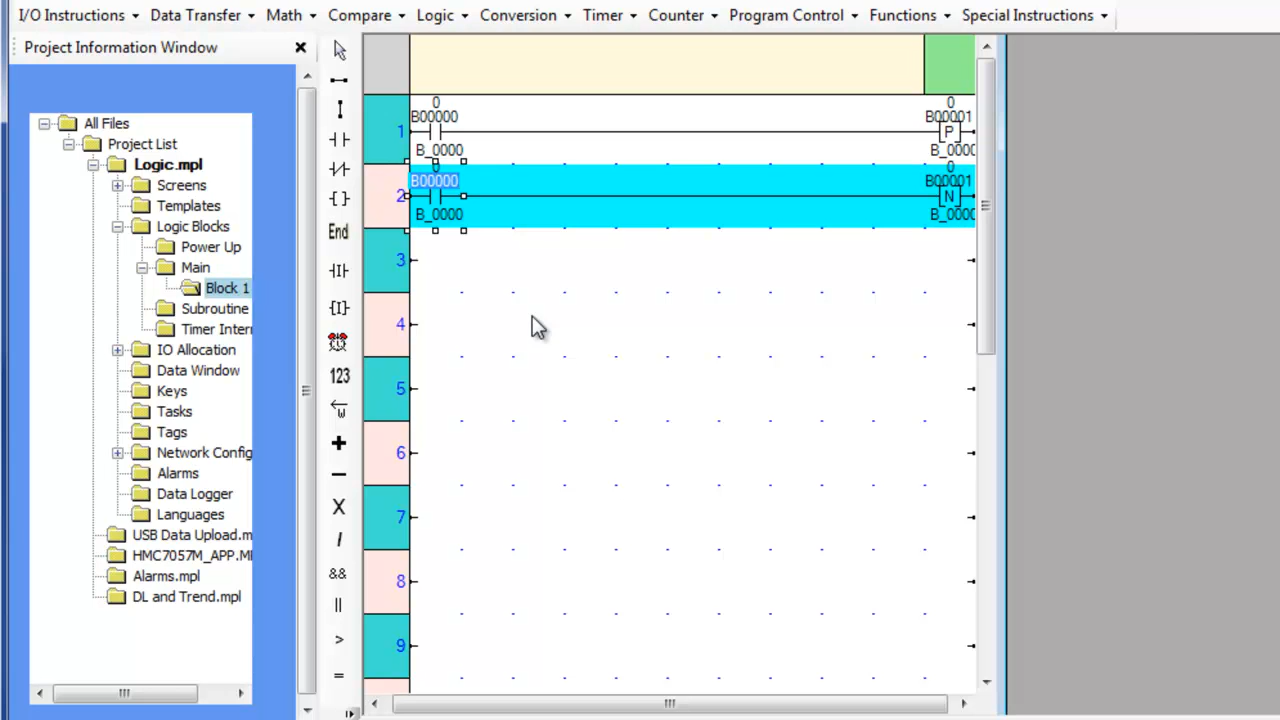 I/O Instructions Data Transfer Math Compare Logic Conversion Timer Counter Program Control Functions Special Instructions
Project Information Window
All Files
Project List
Logic.mpl
Screens
Templates
Logic Blocks
Power Up
Main
Block 1
Subroutine
Timer Inter
IO Allocation
Data Window
Keys
Tasks
Tags
Network Config
Alarms
Data Logger
Languages
USB Data Upload.m
HMC7057M_APP.M
Alarms.mpl
DL and Trend.mpl
End
123
W
X
/
&&
||
>
=
0 0
B00000 B00001
1 P
B_0000 B_0000
0 0
B00000 B00001
2 N
B_0000 B_0000
3
4
5
6
7
8
9